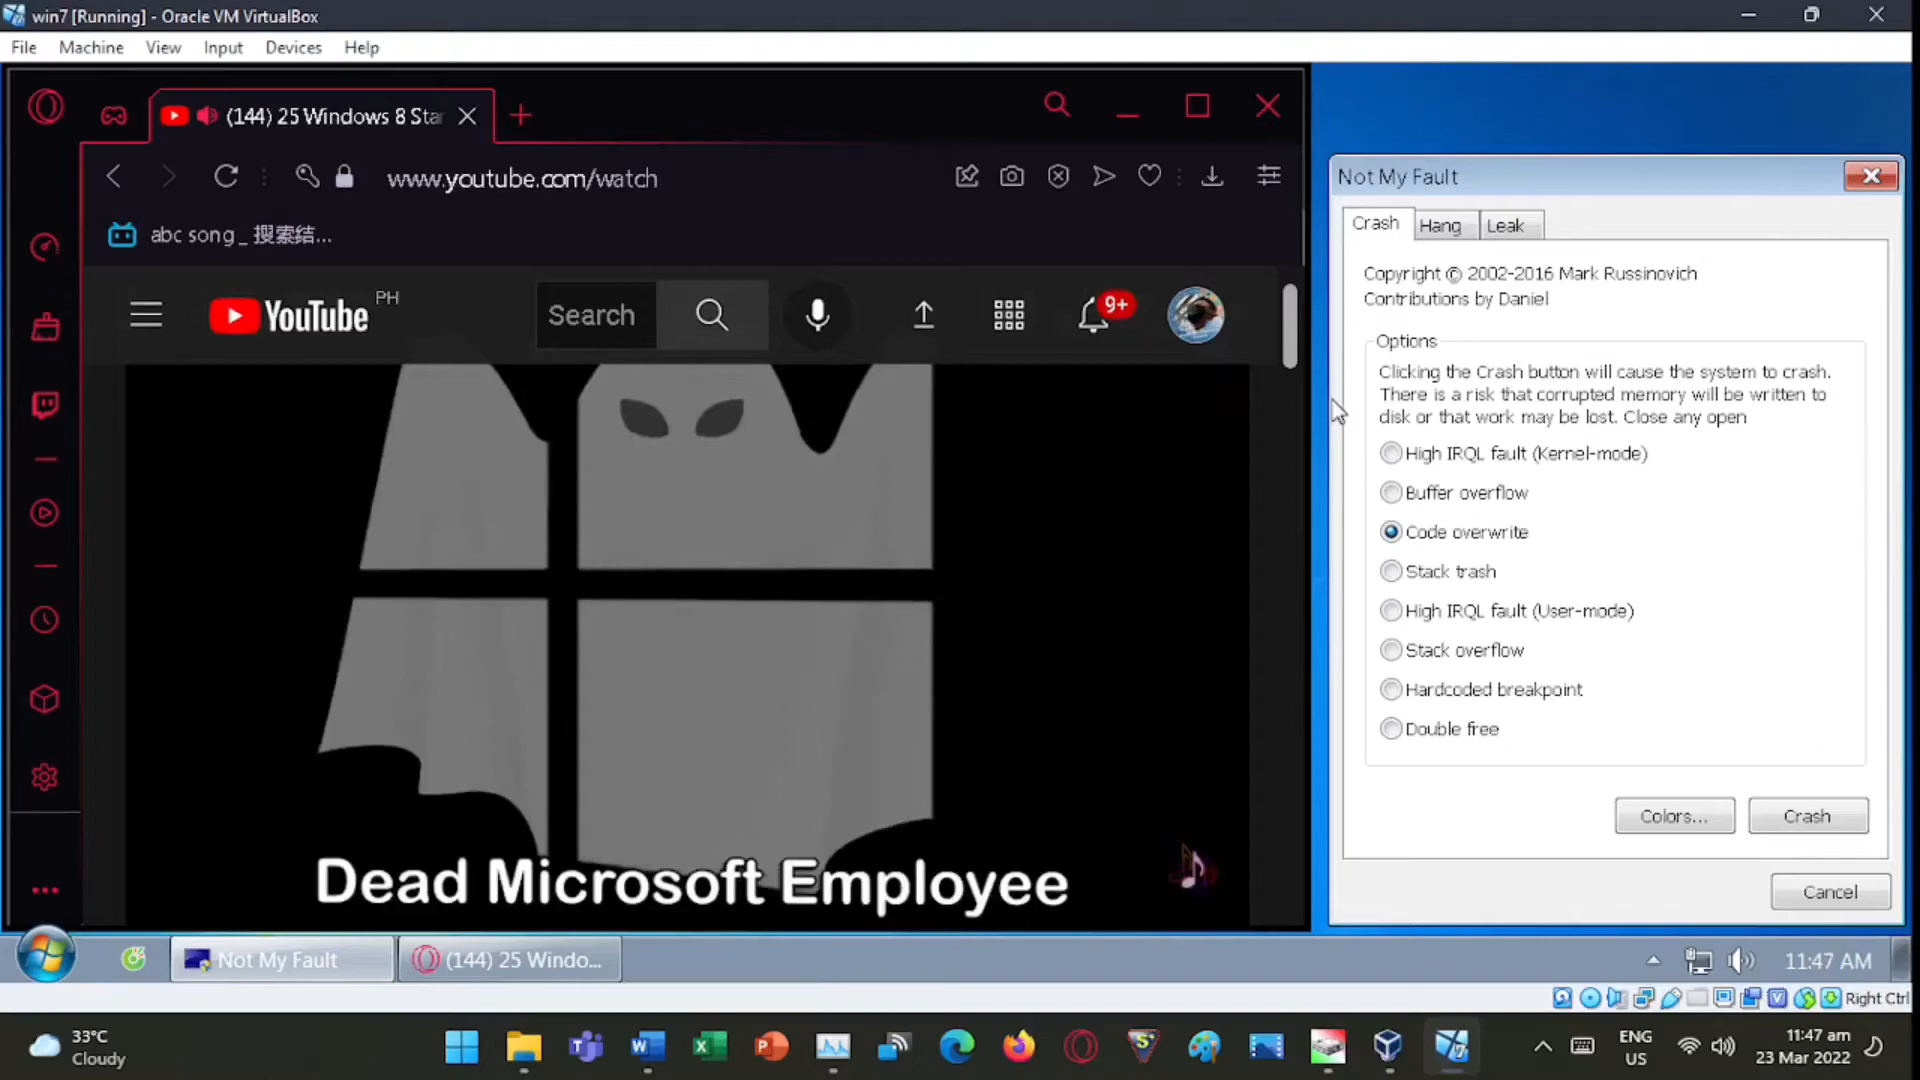 win7 [Running] - Oracle VM VirtualBox
File Machine View Input Devices Help
(144) 25 Windows 8 Star
www.youtube.com/watch
abc song _ 搜索结...
YouTube PH
Search
9+
Dead Microsoft Employee
Not My Fault
Crash Hang Leak
Copyright © 2002-2016 Mark Russinovich
Contributions by Daniel
Options
Clicking the Crash button will cause the system to crash.
There is a risk that corrupted memory will be written to
disk or that work may be lost. Close any open
High IRQL fault (Kernel-mode)
Buffer overflow
Code overwrite
Stack trash
High IRQL fault (User-mode)
Stack overflow
Hardcoded breakpoint
Double free
Colors... Crash
Cancel
Not My Fault
(144) 25 Windo...
11:47 AM
Right Ctrl
33°C
Cloudy
ENG
US
11:47 am
23 Mar 2022